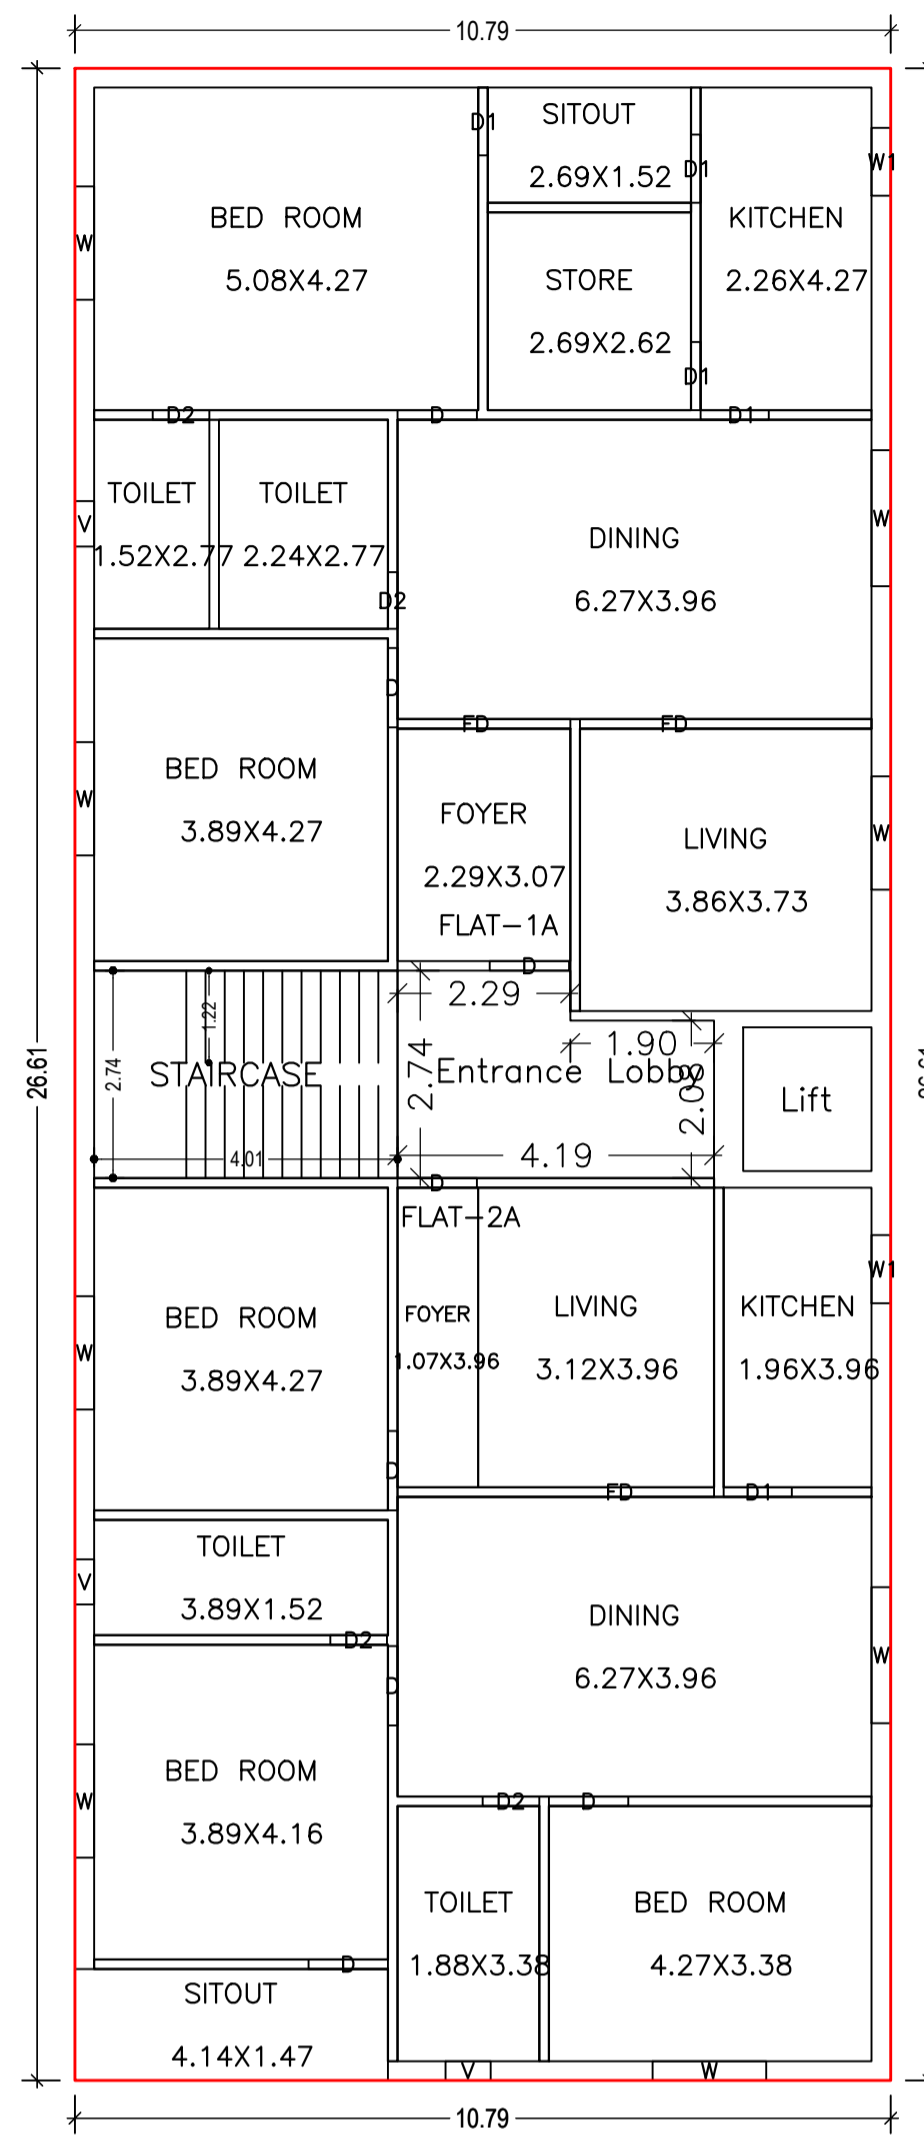 10.79
SITOUT
D1
2.69X1.52
D1
W1
BED ROOM
KITCHEN
W
5.08X4.27
STORE
2.26X4.27
2.69X2.62
D1
D2
D
D1
TOILET
TOILET
V
W
DINING
1.52X2.77
2.24X2.77
D2
6.27X3.96
D
FD
FD
BED ROOM
W
3.89X4.27
FOYER
W
LIVING
2.29X3.07
3.86X3.73
FLAT-1A
D
2.29
1.22
1.90
26.61
2.74
STAIRCASE
2.74
Entrance Lobby
2.08
Lift
26.61
4.01
4.19
D
FLAT-2A
W1
BED ROOM
FOYER
LIVING
KITCHEN
W
3.89X4.27
1.07X3.96
3.12X3.96
1.96X3.96
D
FD
D1
TOILET
V
3.89X1.52
DINING
D2
W
6.27X3.96
D
BED ROOM
W
3.89X4.16
D2
D
TOILET
BED ROOM
1.88X3.38
4.27X3.38
D
SITOUT
4.14X1.47
V
W
10.79